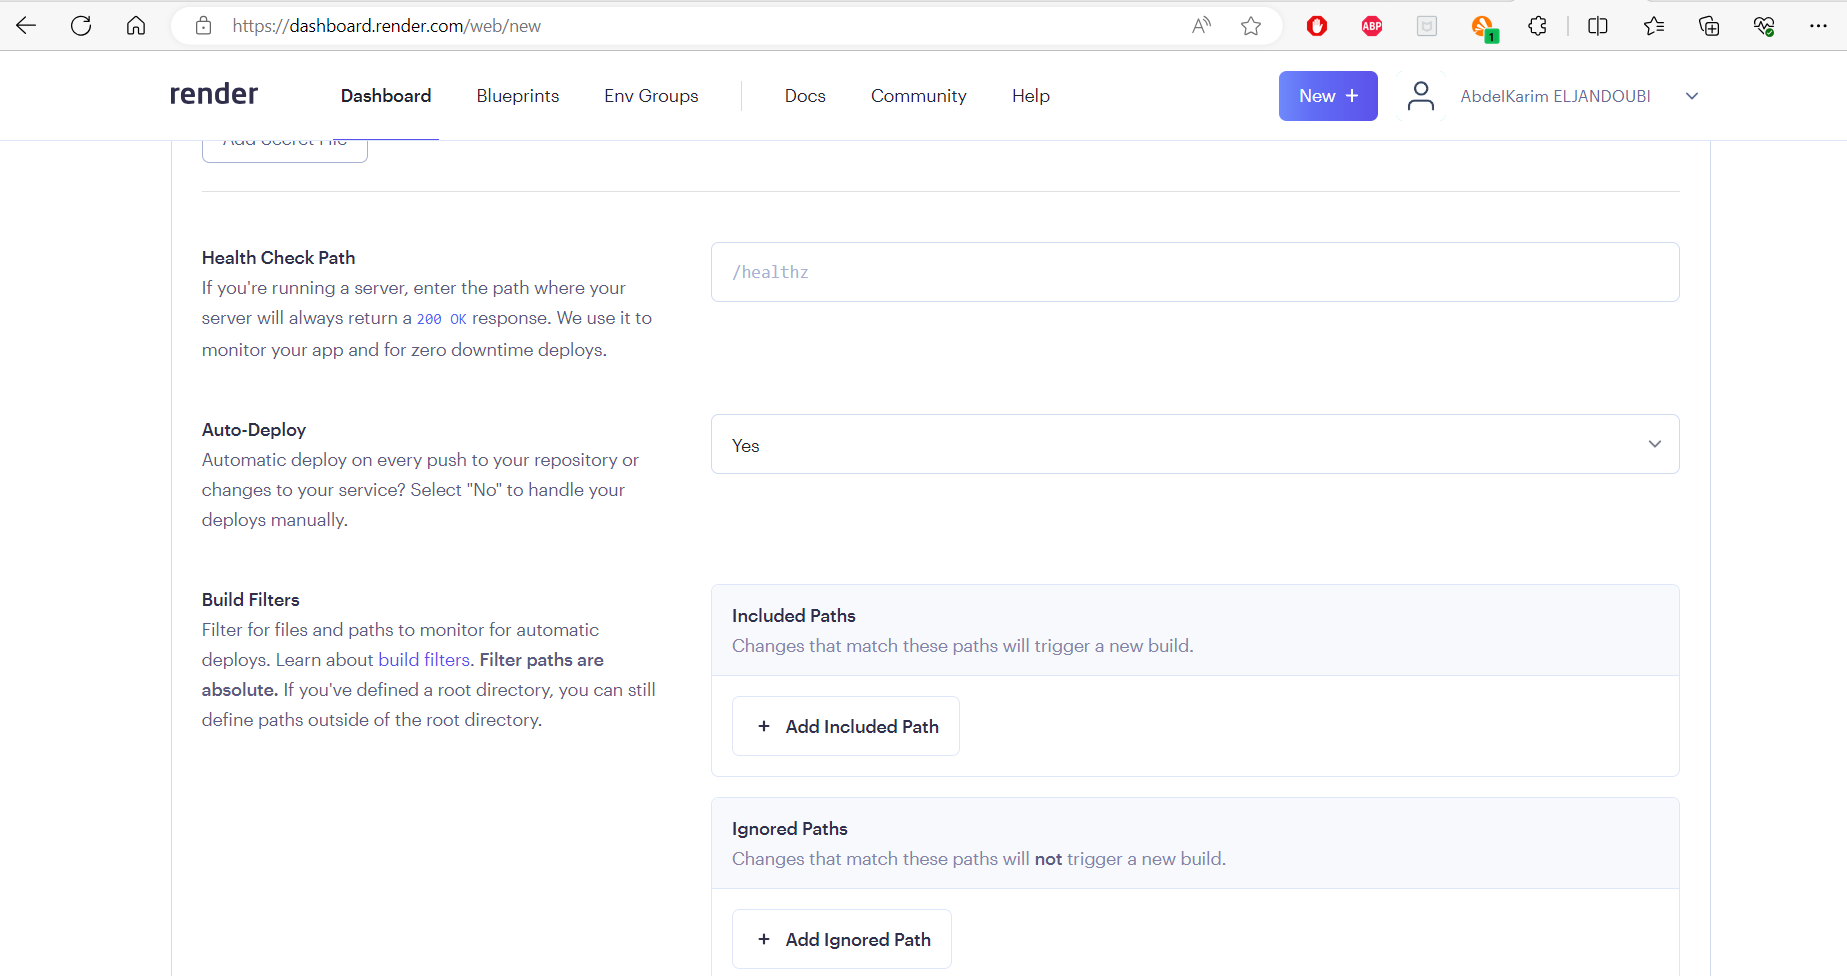 https://dashboard.render.com/web/new
ABP
1
render
Dashboard
Blueprints
Env Groups
Docs
Community
Help
New +
AbdelKarim ELJANDOUBI
Add Secret File
Health Check Path
If you're running a server, enter the path where your
server will always return a 200 OK response. We use it to
monitor your app and for zero downtime deploys.
/healthz
Auto-Deploy
Automatic deploy on every push to your repository or
changes to your service? Select "No" to handle your
deploys manually.
Yes
Build Filters
Filter for files and paths to monitor for automatic
deploys. Learn about build filters. Filter paths are
absolute. If you've defined a root directory, you can still
define paths outside of the root directory.
Included Paths
Changes that match these paths will trigger a new build.
+ Add Included Path
Ignored Paths
Changes that match these paths will not trigger a new build.
+ Add Ignored Path